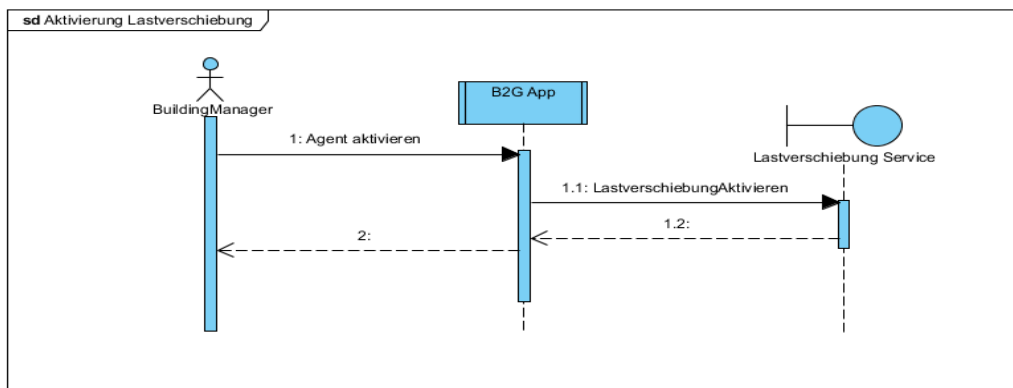 sd Aktivierung Lastverschiebung
BuildingManager
B2G App
Lastverschiebung Service
1: Agent aktivieren
1.1: LastverschiebungAktivieren
1.2:
2: